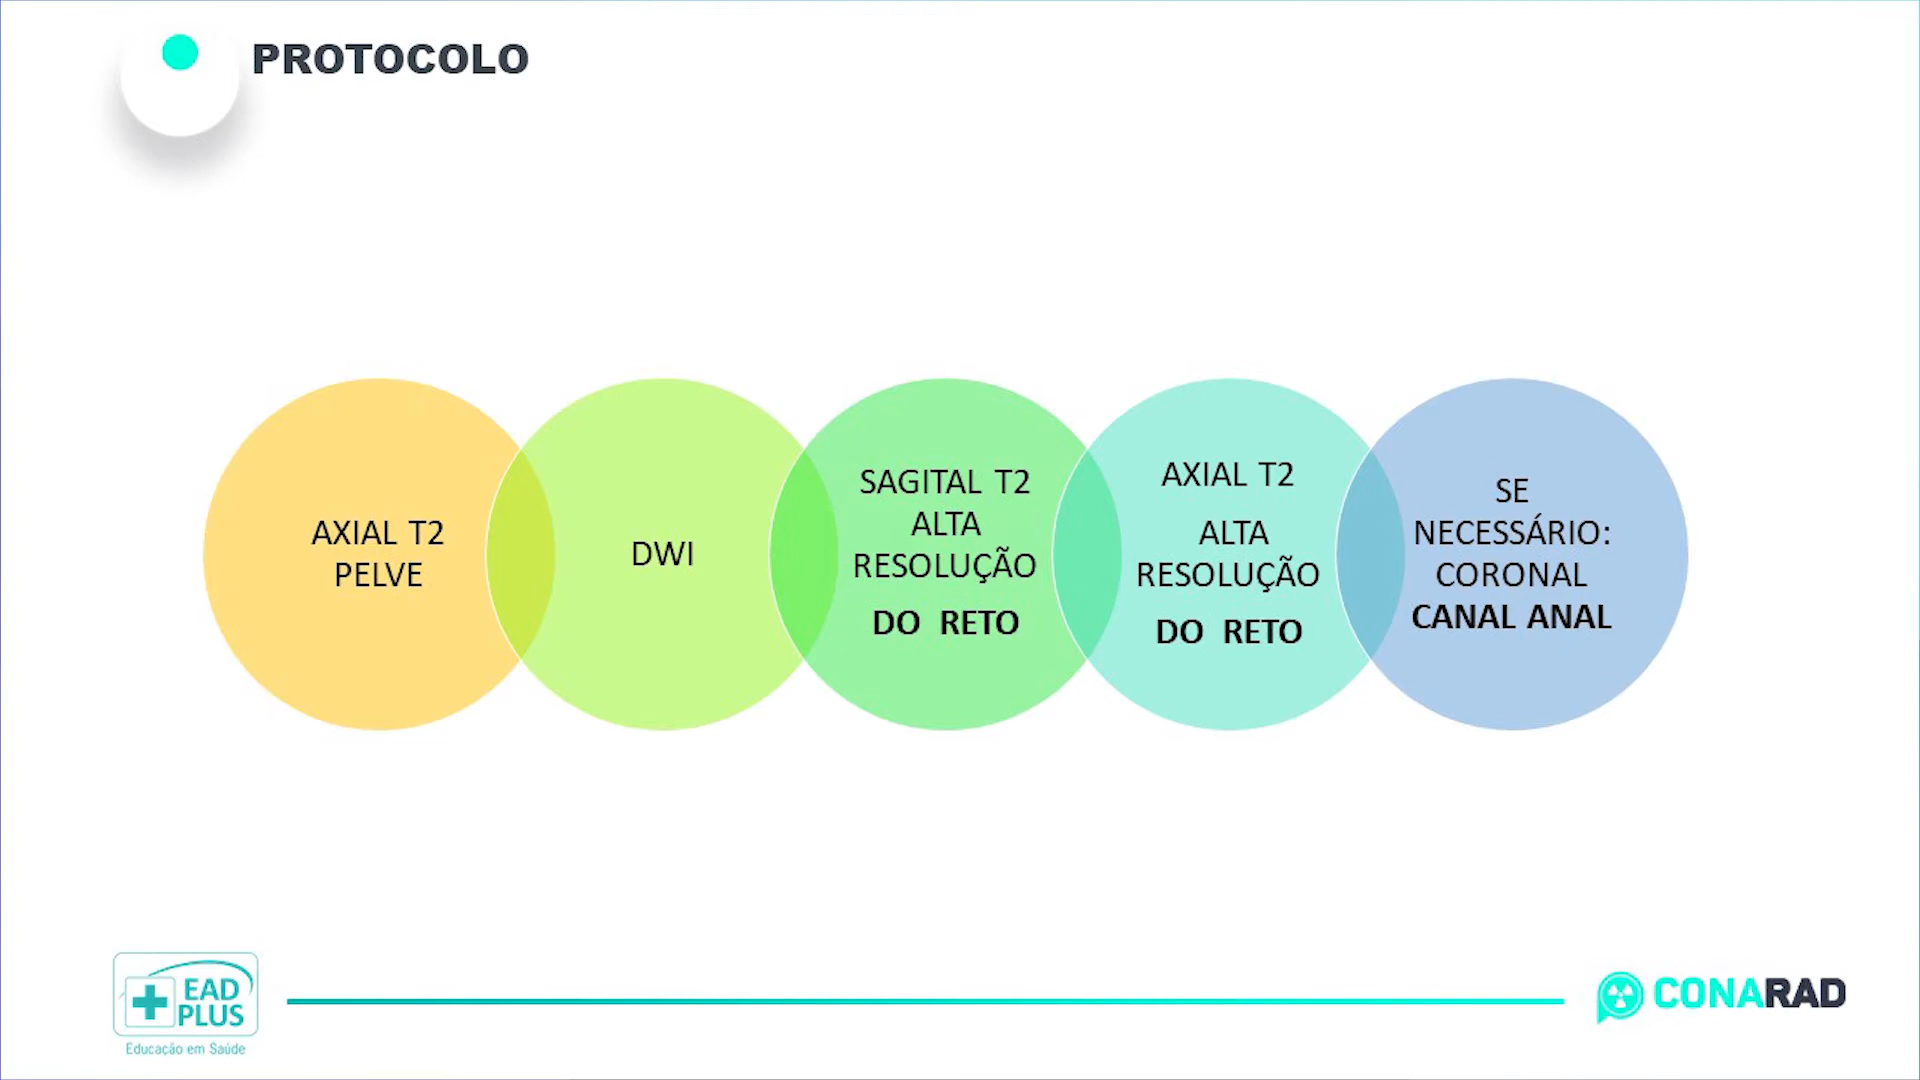 PROTOCOLO
AXIAL T2
PELVE
DWI
SAGITAL T2
ALTA
RESOLUÇÃO
DO RETO
AXIAL T2
ALTA
RESOLUÇÃO
DO RETO
SE
NECESSÁRIO:
CORONAL
CANAL ANAL
EAD
PLUS
Educação em Saúde
CONARAD